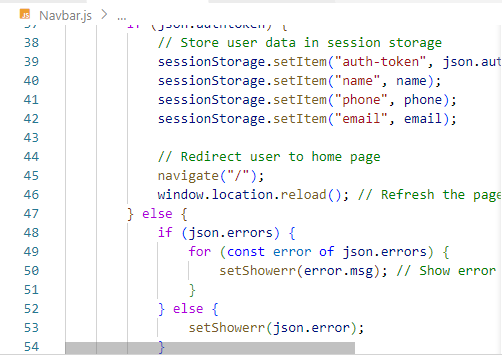 Navbar.js > ...
37 if (json.authtoken) {
38 // Store user data in session storage
39 sessionStorage.setItem("auth-token", json.aut
40 sessionStorage.setItem("name", name);
41 sessionStorage.setItem("phone", phone);
42 sessionStorage.setItem("email", email);
43
44 // Redirect user to home page
45 navigate("/");
46 window.location.reload(); // Refresh the page
47 } else {
48 if (json.errors) {
49 for (const error of json.errors) {
50 setShowerr(error.msg); // Show error
51 }
52 } else {
53 setShowerr(json.error);
54 }